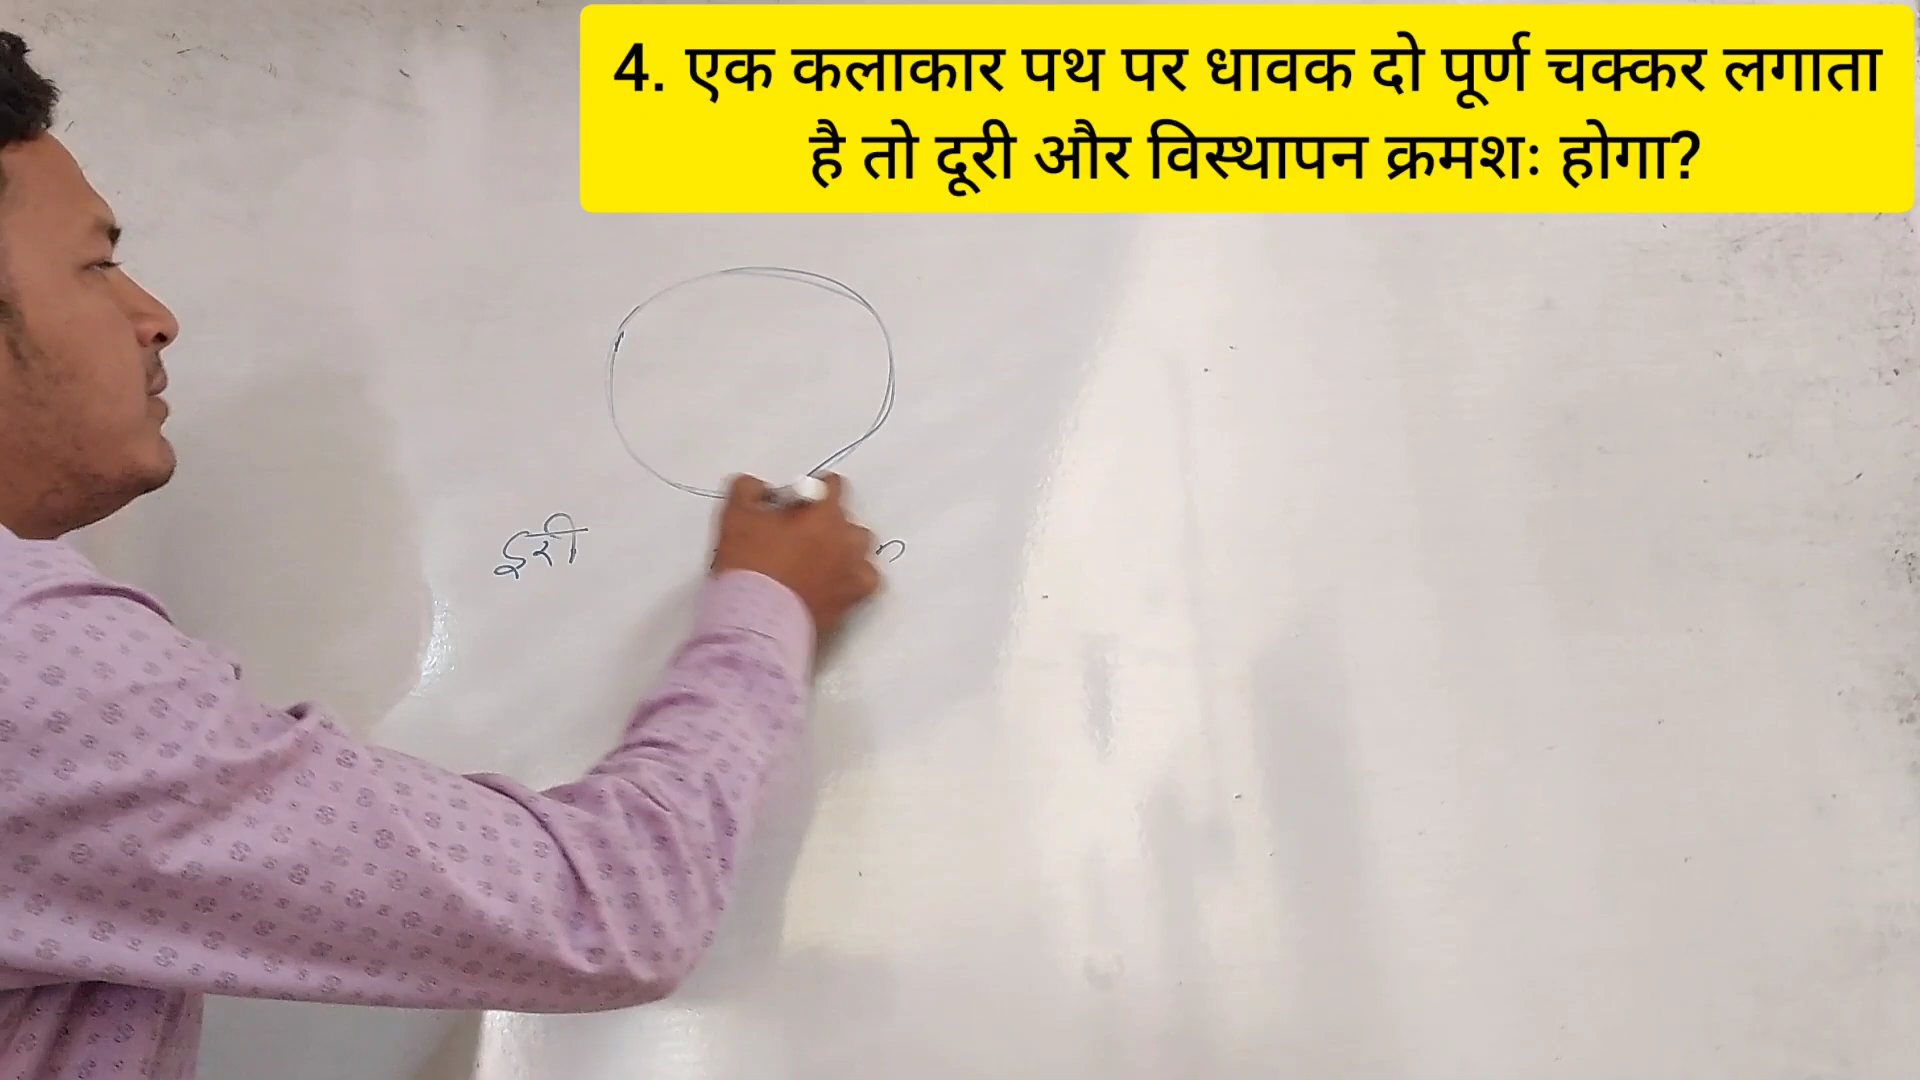 4. एक कलाकार पथ पर धावक दो पूर्ण चक्कर लगाता
है तो दूरी और विस्थापन क्रमशः होगा?
दूरी